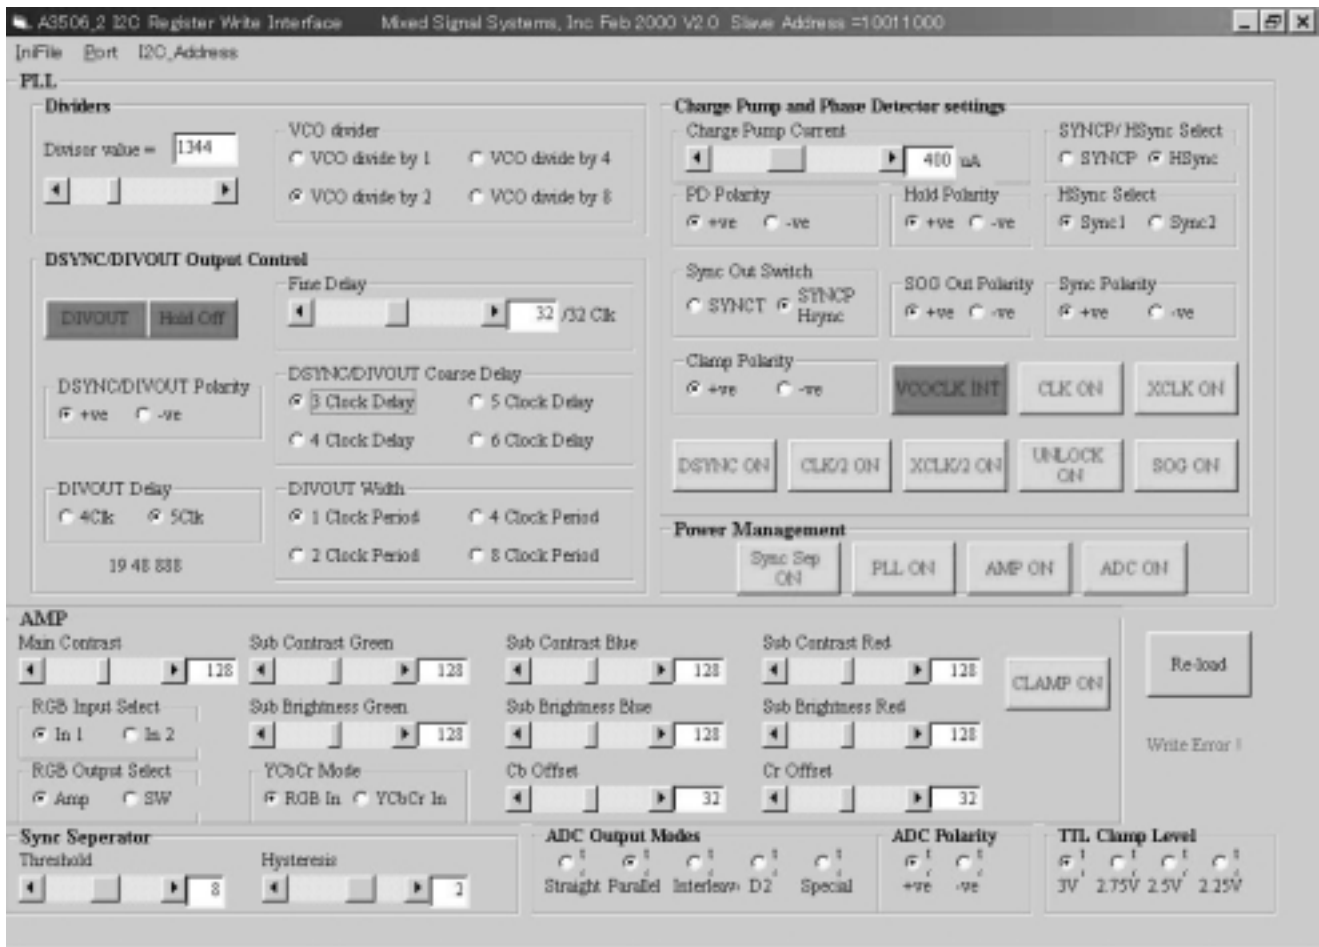 A3506_2 I2C Register Write Interface Mixed Signal Systems, Inc Feb 2000 V2.0 Slave Address =10011000
IniFile Port I2C_Address
PLL
Dividers
Divisor value = 1344
VCO divider
VCO divide by 1 VCO divide by 4
VCO divide by 2 VCO divide by 8
DSYNC/DIVOUT Output Control
DIVOUT Hold Off
Fine Delay
32 /32 Clk
DSYNC/DIVOUT Polarity
+ve -ve
DSYNC/DIVOUT Coarse Delay
3 Clock Delay 5 Clock Delay
4 Clock Delay 6 Clock Delay
DIVOUT Delay
4Clk 5Clk
19 48 888
DIVOUT Width
1 Clock Period 4 Clock Period
2 Clock Period 8 Clock Period
Charge Pump and Phase Detector settings
Charge Pump Current
400 uA
SYNCP/ HSync Select
SYNCP HSync
PD Polarity
+ve -ve
Hold Polarity
+ve -ve
HSync Select
Sync1 Sync2
Sync Out Switch
SYNCT SYNCP
Hsync
SOG Out Polarity
+ve -ve
Sync Polarity
+ve -ve
Clamp Polarity
+ve -ve
VCOCLK INT CLK ON XCLK ON
DSYNC ON CLK/2 ON XCLK/2 ON UNLOCK
ON SOG ON
Power Management
Sync Sep
ON PLL ON AMP ON ADC ON
AMP
Main Contrast
128
Sub Contrast Green
128
Sub Contrast Blue
128
Sub Contrast Red
128
CLAMP ON
Re-load
RGB Input Select
In 1 In 2
Sub Brightness Green
128
Sub Brightness Blue
128
Sub Brightness Red
128
Write Error !
RGB Output Select
Amp SW
YCbCr Mode
RGB In YCbCr In
Cb Offset
32
Cr Offset
32
Sync Seperator
Threshold
8
Hysteresis
2
ADC Output Modes
Straight Parallel Interleav D2 Special
ADC Polarity
+ve -ve
TTL Clamp Level
3V 2.75V 2.5V 2.25V